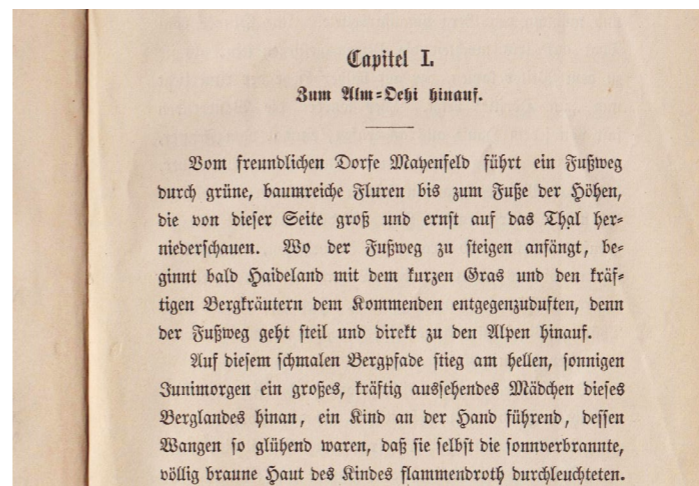 Capitel I.
Zum Alm-Oehi hinauf.
Vom freundlichen Dorfe Mayenfeld führt ein Fußweg
durch grüne, baumreiche Fluren bis zum Fuße der Höhen,
die von dieser Seite groß und ernst auf das Thal her-
niederschauen. Wo der Fußweg zu steigen anfängt, be-
ginnt bald Haideland mit dem kurzen Gras und den kräf-
tigen Bergkräutern dem Kommenden entgegenzuduften, denn
der Fußweg geht steil und direkt zu den Alpen hinauf.
Auf diesem schmalen Bergpfade stieg am hellen, sonnigen
Junimorgen ein großes, kräftig aussehendes Mädchen dieses
Berglandes hinan, ein Kind an der Hand führend, dessen
Wangen so glühend waren, daß sie selbst die sonnverbrannte,
völlig braune Haut des Kindes flammendroth durchleuchteten.